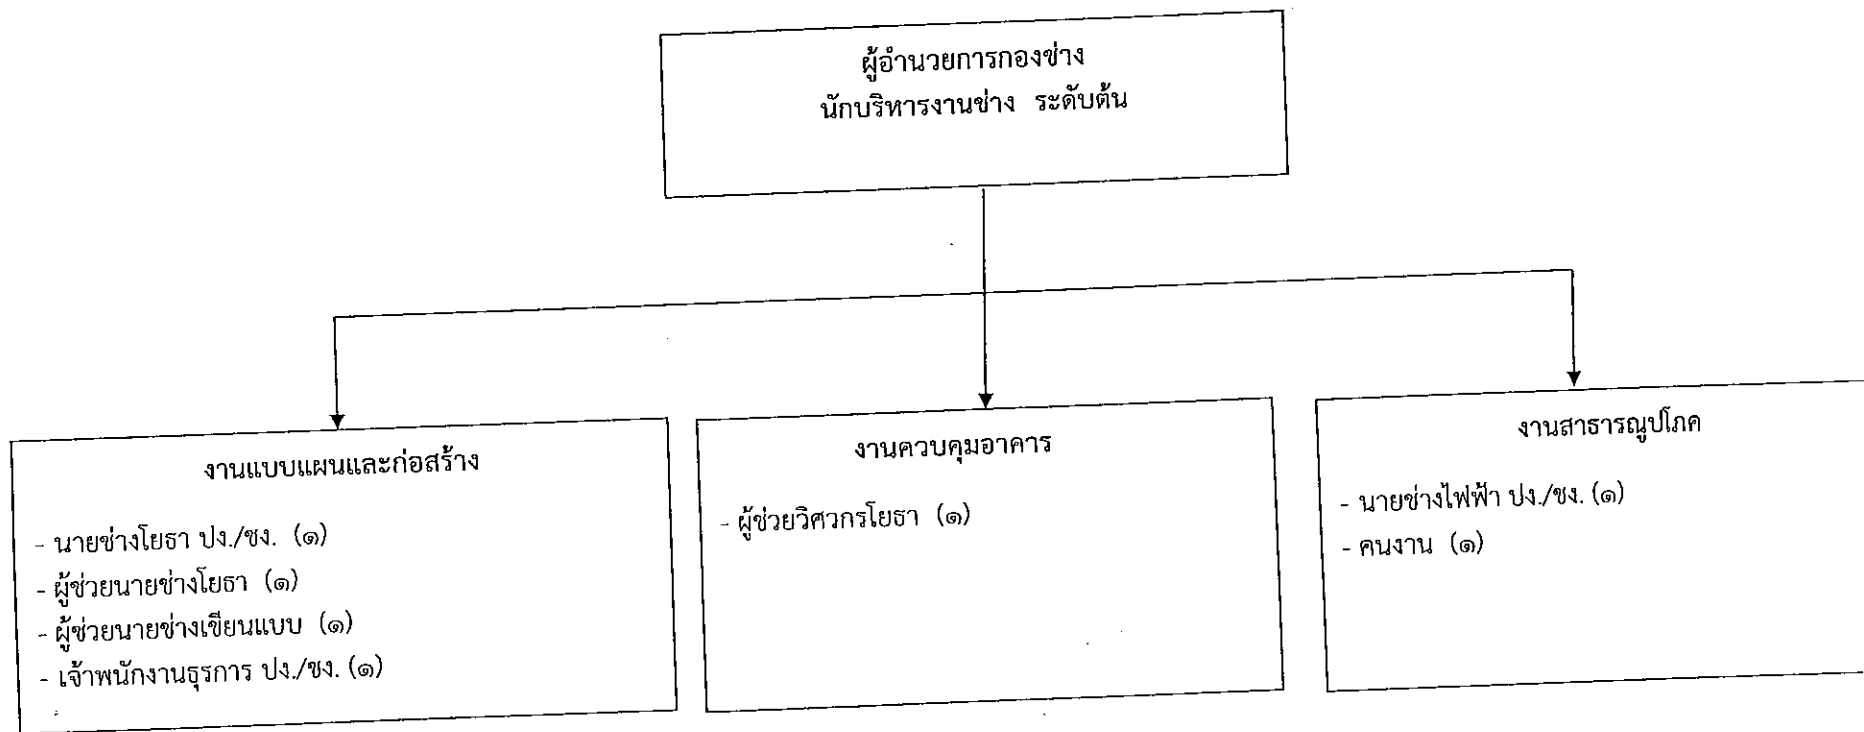 ผู้อำนวยการกองช่าง
นักบริหารงานช่าง ระดับต้น
งานแบบแผนและก่อสร้าง
- นายช่างโยธา ปง./ชง. (๑)
- ผู้ช่วยนายช่างโยธา (๑)
- ผู้ช่วยนายช่างเขียนแบบ (๑)
- เจ้าพนักงานธุรการ ปง./ชง. (๑)
งานควบคุมอาคาร
- ผู้ช่วยวิศวกรโยธา (๑)
งานสาธารณูปโภค
- นายช่างไฟฟ้า ปง./ชง. (๑)
- คนงาน (๑)